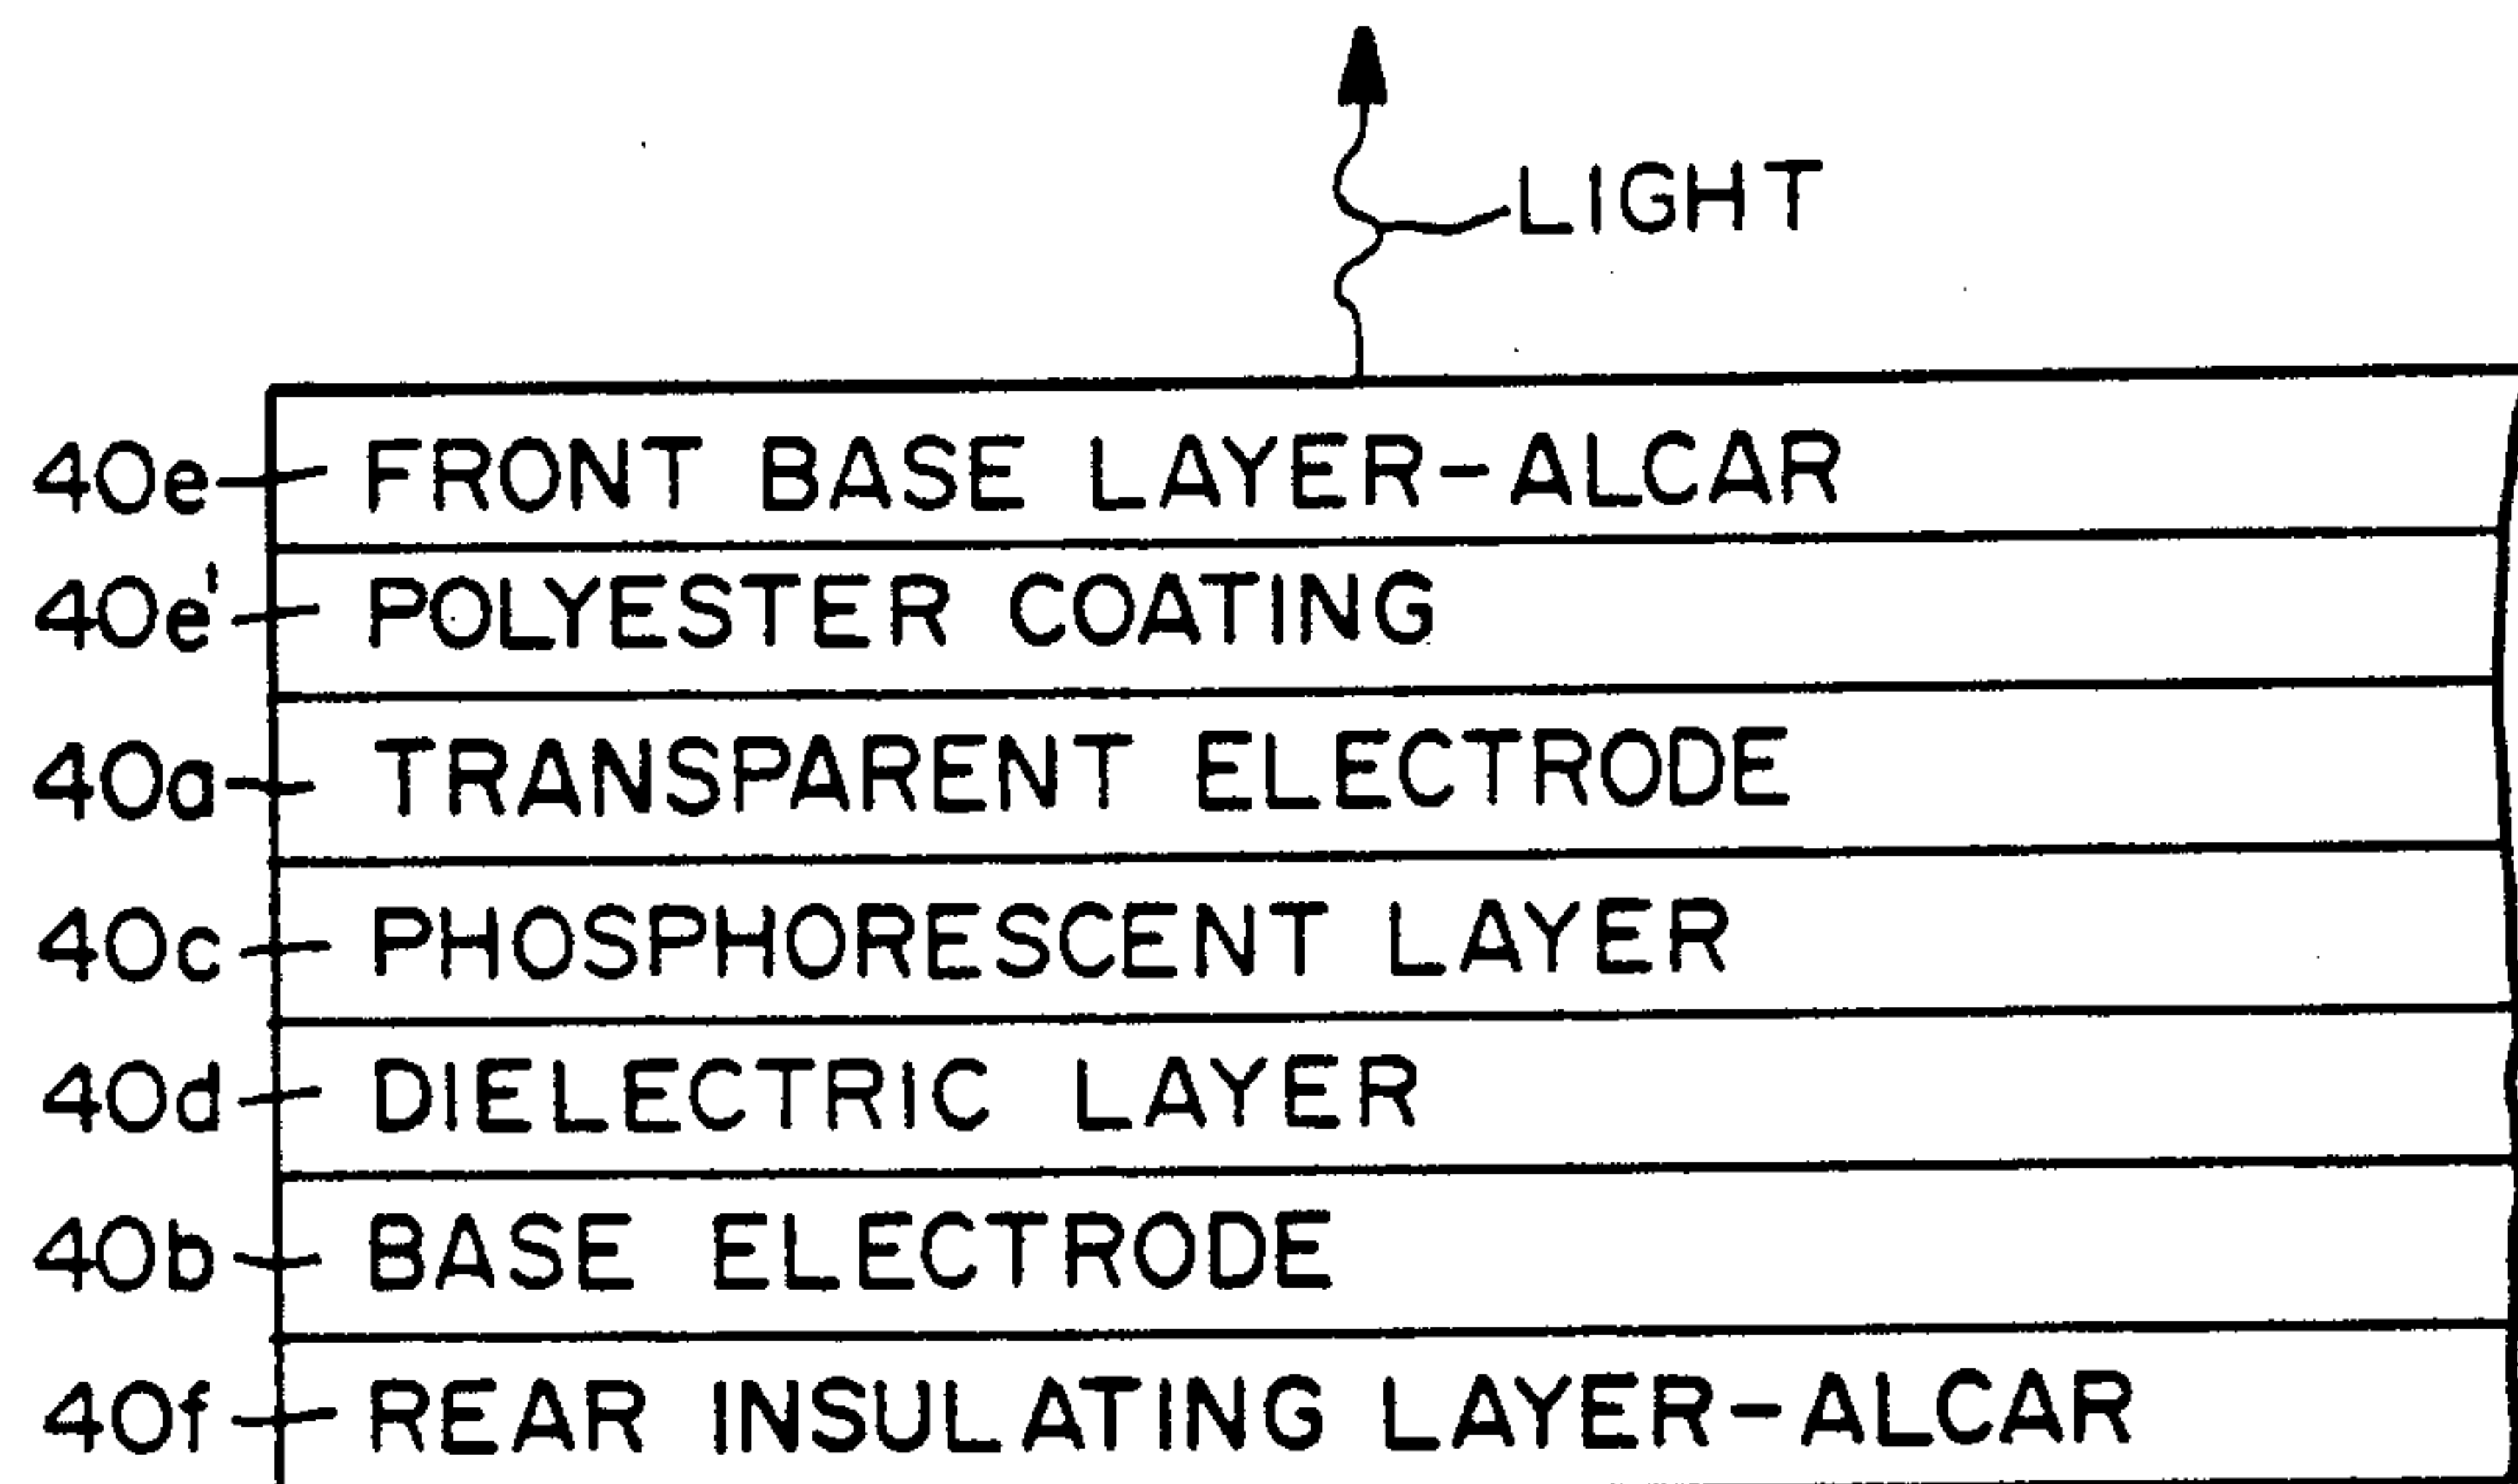 LIGHT
40e FRONT BASE LAYER-ALCAR
40e' POLYESTER COATING
40a TRANSPARENT ELECTRODE
40c PHOSPHORESCENT LAYER
40d DIELECTRIC LAYER
40b BASE ELECTRODE
40f REAR INSULATING LAYER-ALCAR